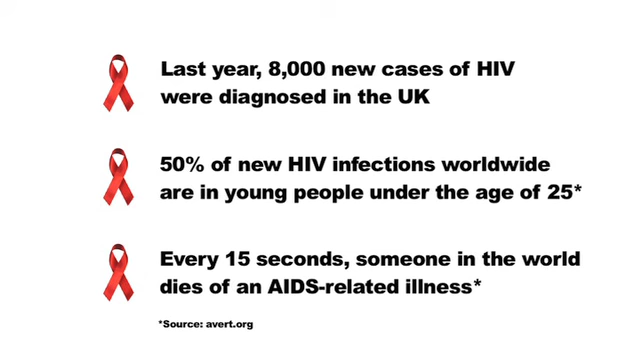 Last year, 8,000 new cases of HIV
were diagnosed in the UK
50% of new HIV infections worldwide
are in young people under the age of 25*
Every 15 seconds, someone in the world
dies of an AIDS-related illness*
*Source: avert.org